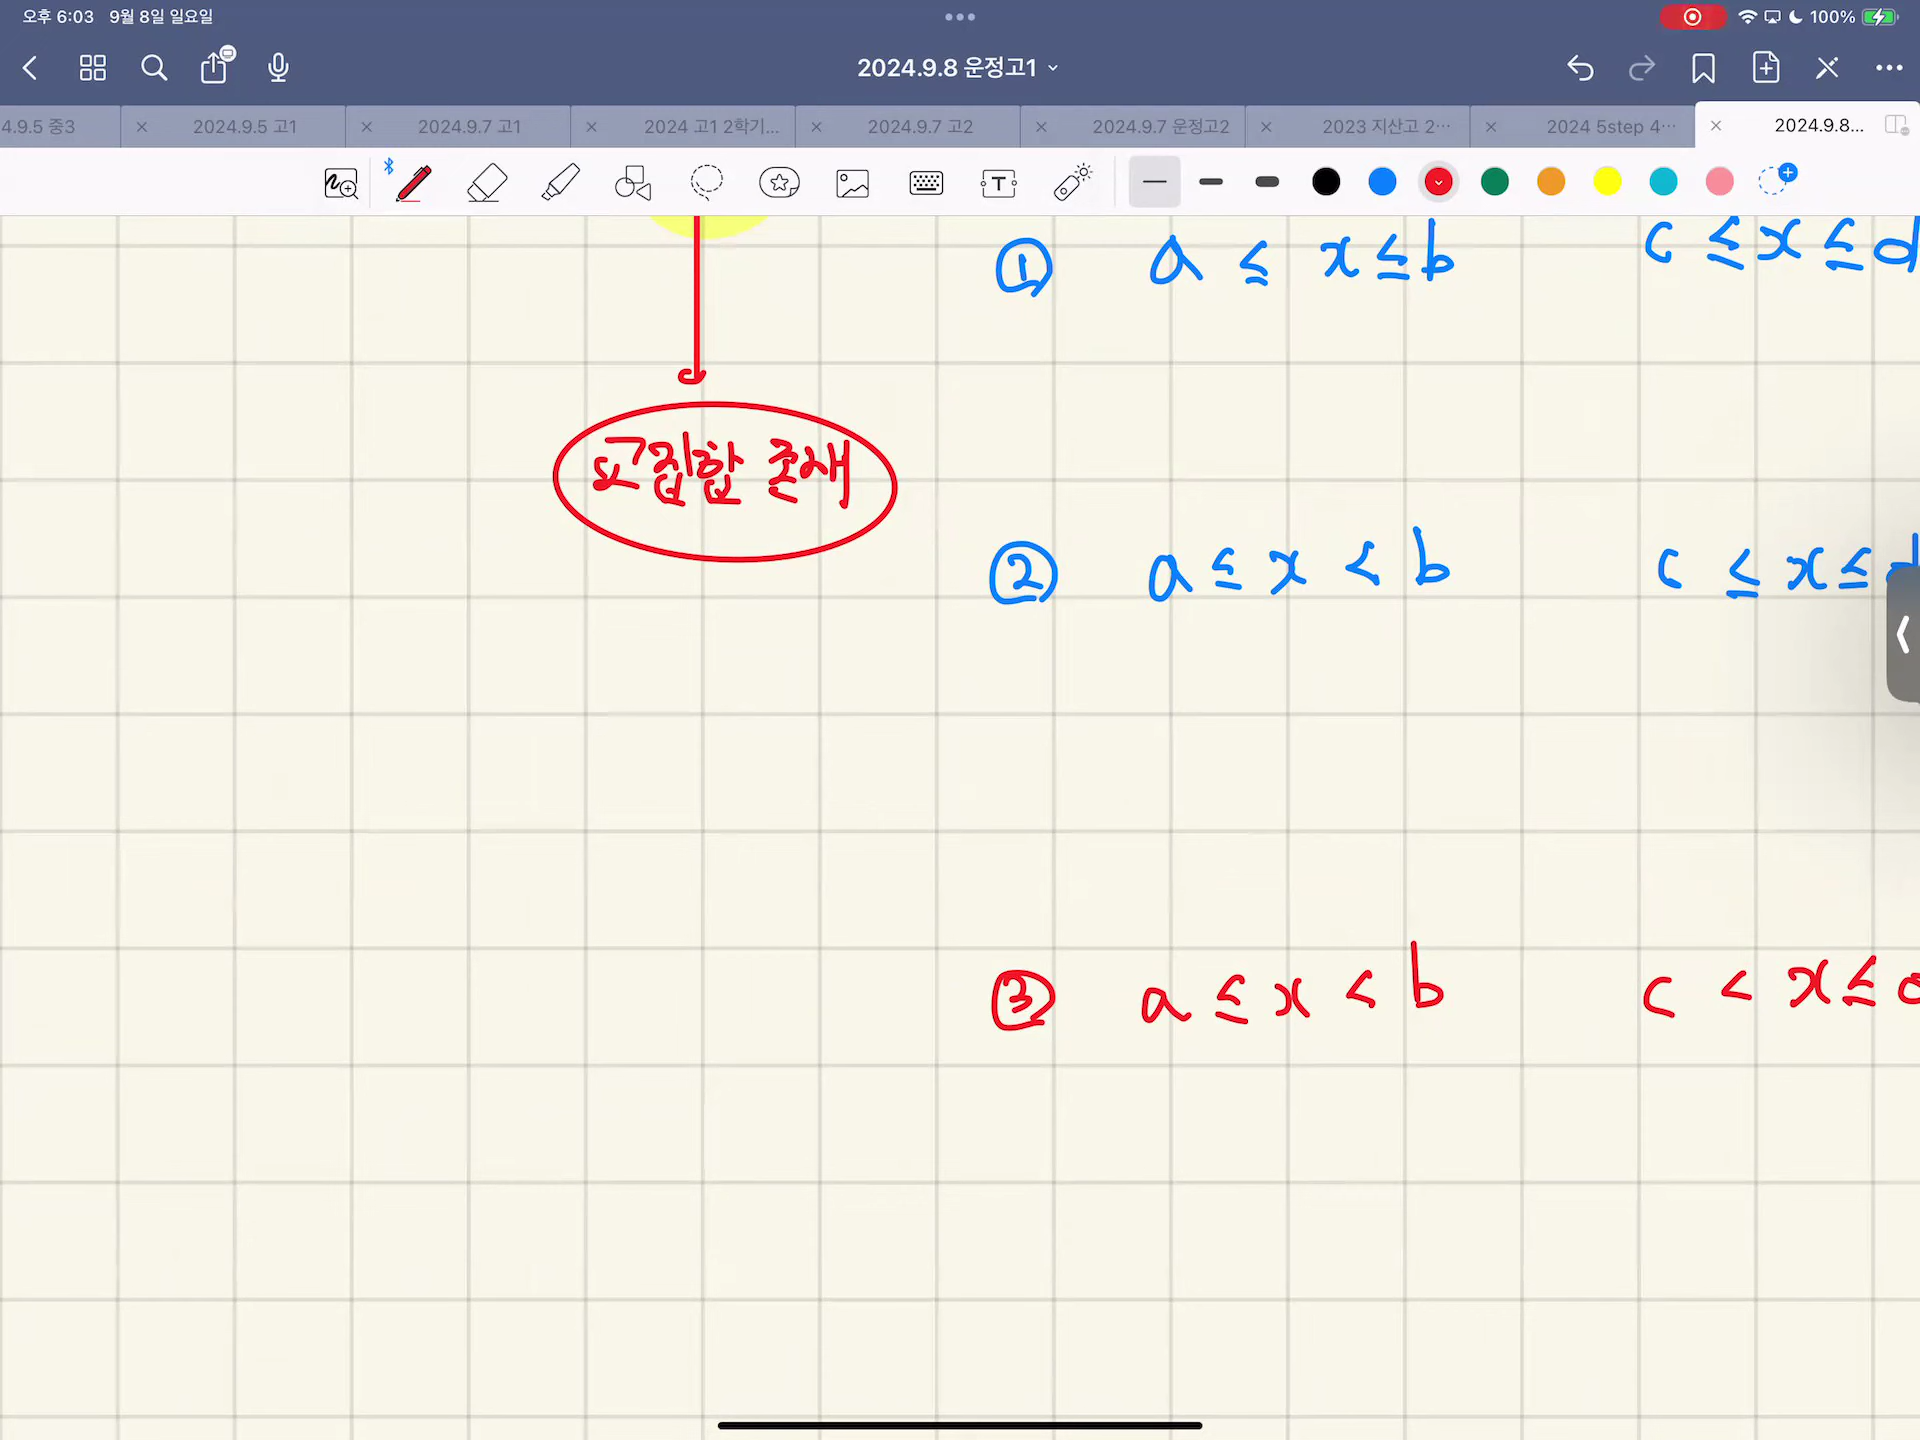 오후 6:03 9월 8일 일요일
100%
2024.9.8 운정고1
4.9.5 중3
2024.9.5 고1
2024.9.7 고1
2024 고1 2학기...
2024.9.7 고2
2024.9.7 운정고2
2023 지산고 2...
2024 5step 4...
2024.9.8...
T
① a ≤ x ≤ b c ≤ x ≤ d
교집합 존재
② a ≤ x < b c ≤ x ≤ d
③ a ≤ x < b c < x ≤ d